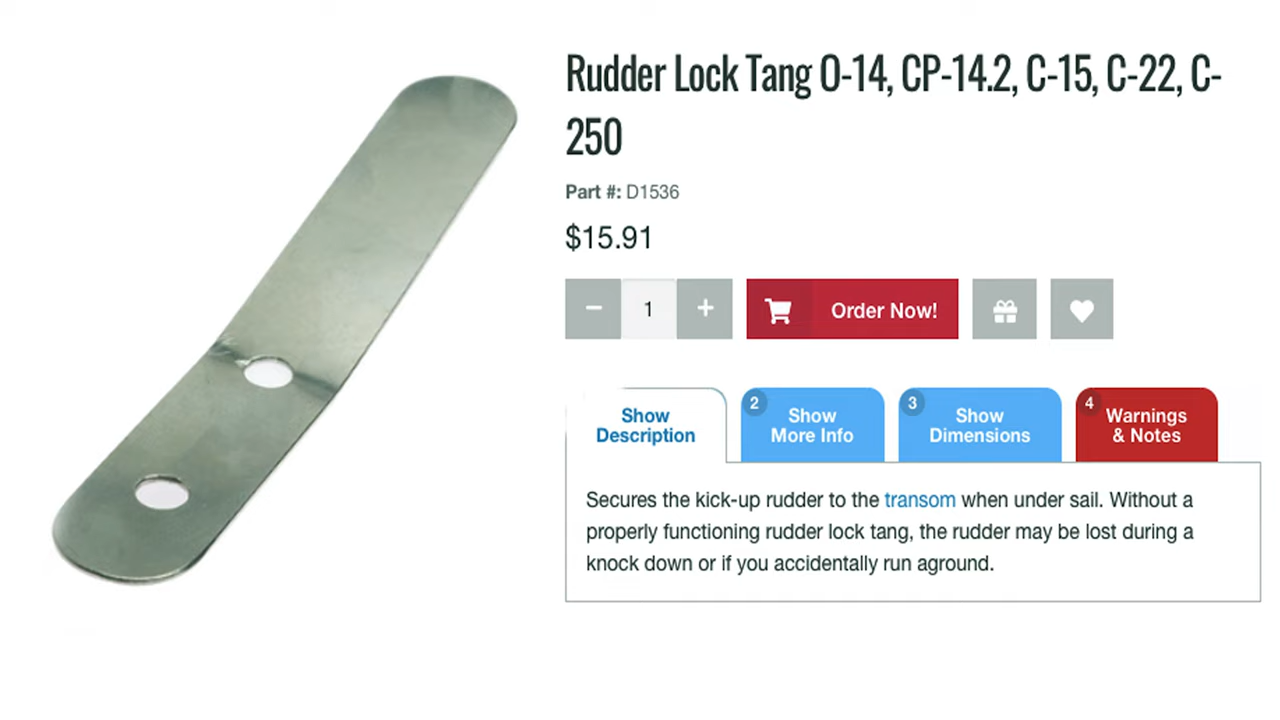 Rudder Lock Tang O-14, CP-14.2, C-15, C-22, C-
250
Part #: D1536
$15.91
− 1 + Order Now!
Show
Description
2 Show
More Info
3 Show
Dimensions
4 Warnings
& Notes
Secures the kick-up rudder to the transom when under sail. Without a
properly functioning rudder lock tang, the rudder may be lost during a
knock down or if you accidentally run aground.